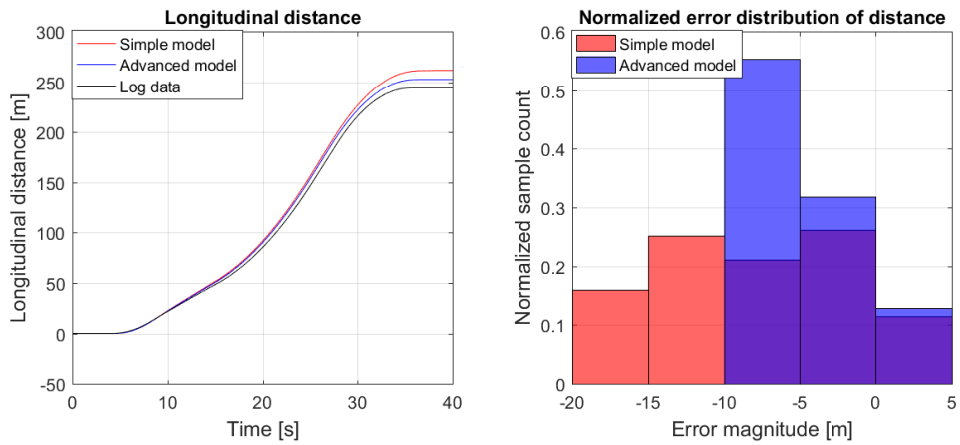 Longitudinal distance
Simple model
Advanced model
Log data
300
250
200
150
100
50
0
-50
Longitudinal distance [m]
0 10 20 30 40
Time [s]
Normalized error distribution of distance
Simple model
Advanced model
0.6
0.5
0.4
0.3
0.2
0.1
0
Normalized sample count
-20 -15 -10 -5 0 5
Error magnitude [m]